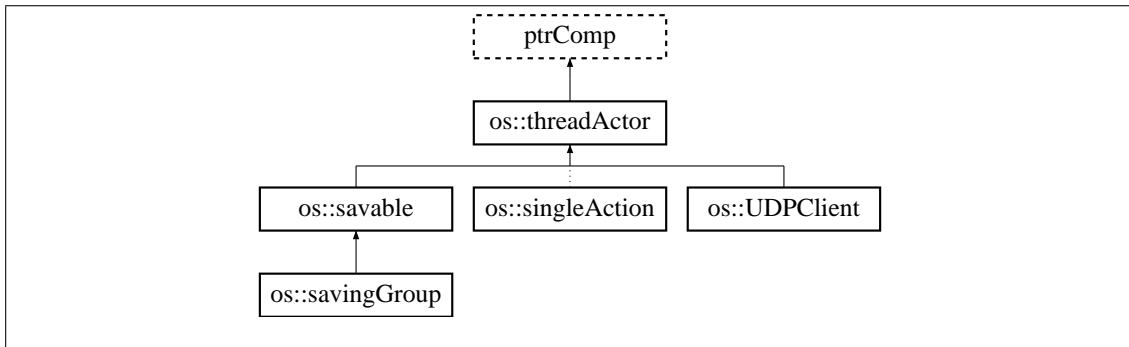 ptrComp
os::threadActor
os::savable
os::singleAction
os::UDPClient
os::savingGroup